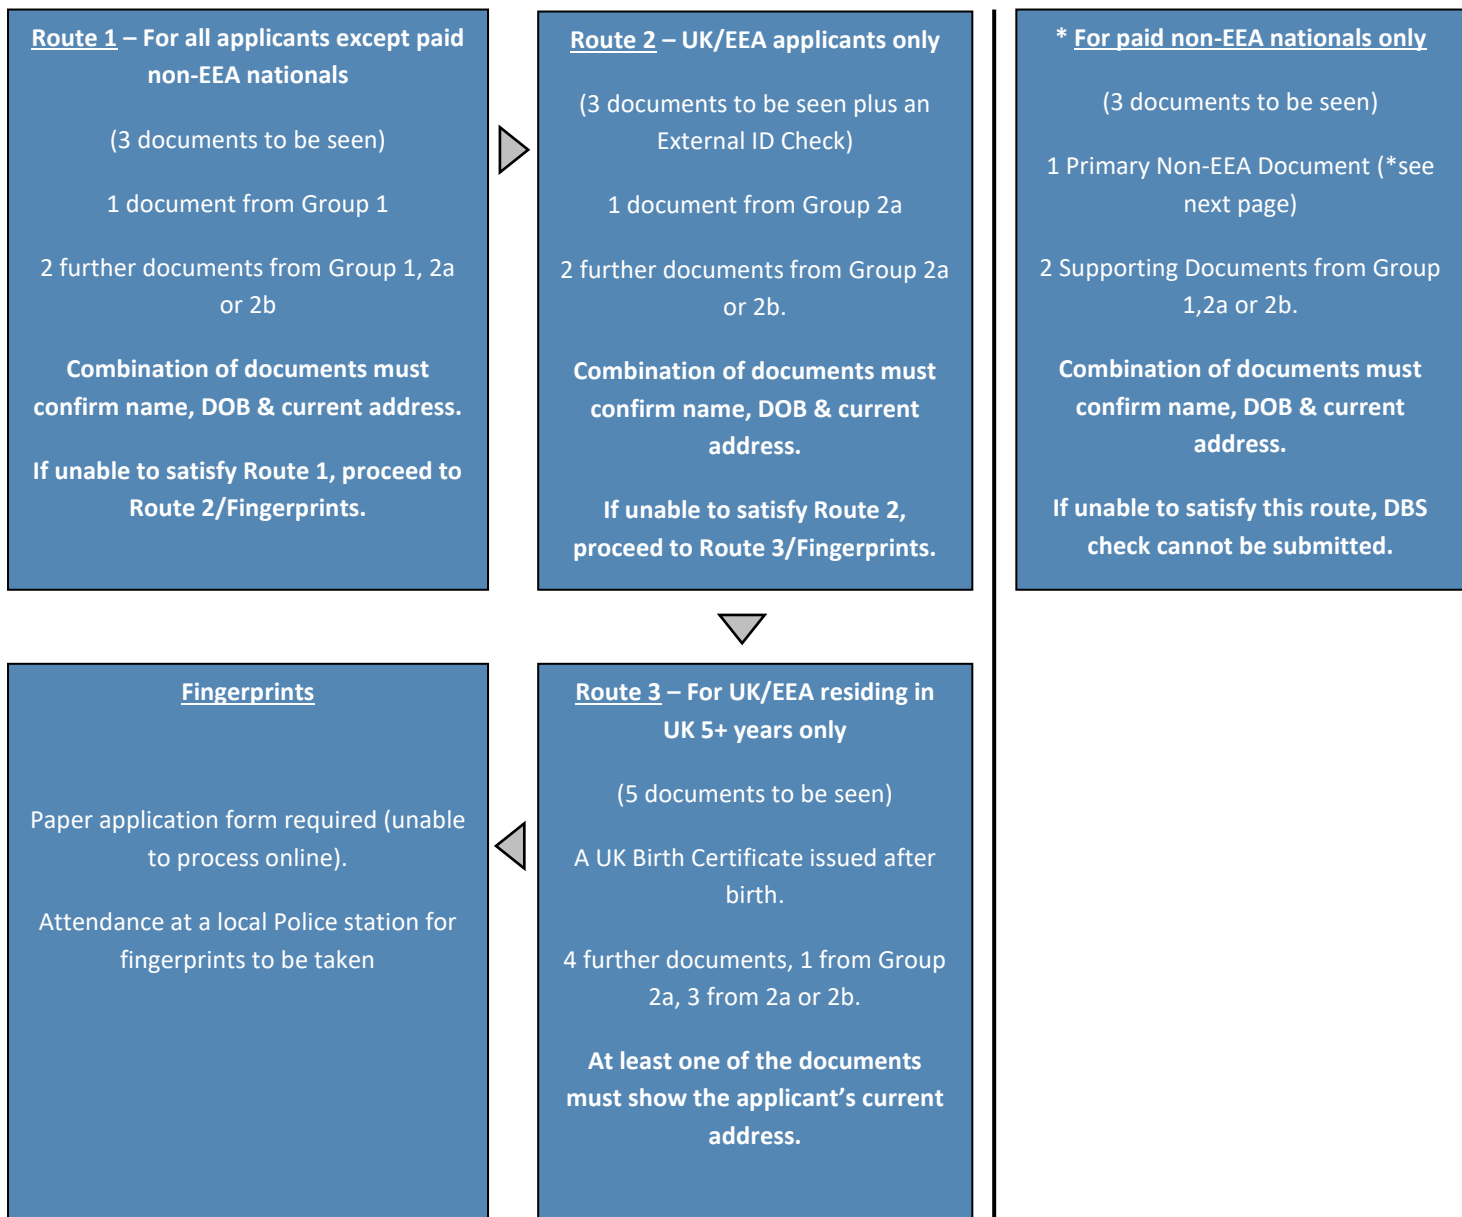 Route 1 – For all applicants except paid
non-EEA nationals
(3 documents to be seen)
1 document from Group 1
2 further documents from Group 1, 2a
or 2b
Combination of documents must
confirm name, DOB & current address.
If unable to satisfy Route 1, proceed to
Route 2/Fingerprints.
Route 2 – UK/EEA applicants only
(3 documents to be seen plus an
External ID Check)
1 document from Group 2a
2 further documents from Group 2a
or 2b.
Combination of documents must
confirm name, DOB & current
address.
If unable to satisfy Route 2,
proceed to Route 3/Fingerprints.
* For paid non-EEA nationals only
(3 documents to be seen)
1 Primary Non-EEA Document (*see
next page)
2 Supporting Documents from Group
1,2a or 2b.
Combination of documents must
confirm name, DOB & current
address.
If unable to satisfy this route, DBS
check cannot be submitted.
Route 3 – For UK/EEA residing in
UK 5+ years only
(5 documents to be seen)
A UK Birth Certificate issued after
birth.
4 further documents, 1 from Group
2a, 3 from 2a or 2b.
At least one of the documents
must show the applicant’s current
address.
Fingerprints
Paper application form required (unable
to process online).
Attendance at a local Police station for
fingerprints to be taken